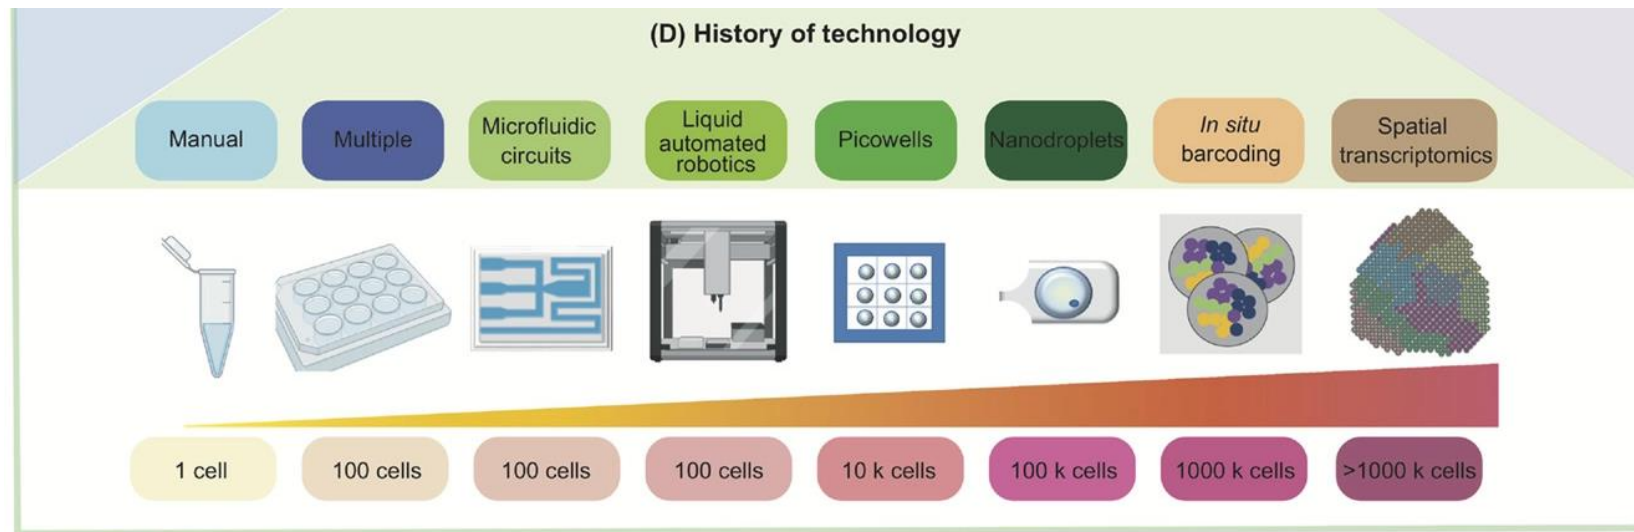 (D) History of technology
Manual
Multiple
Microfluidic
circuits
Liquid
automated
robotics
Picowells
Nanodroplets
In situ
barcoding
Spatial
transcriptomics
1 cell
100 cells
100 cells
100 cells
10 k cells
100 k cells
1000 k cells
>1000 k cells